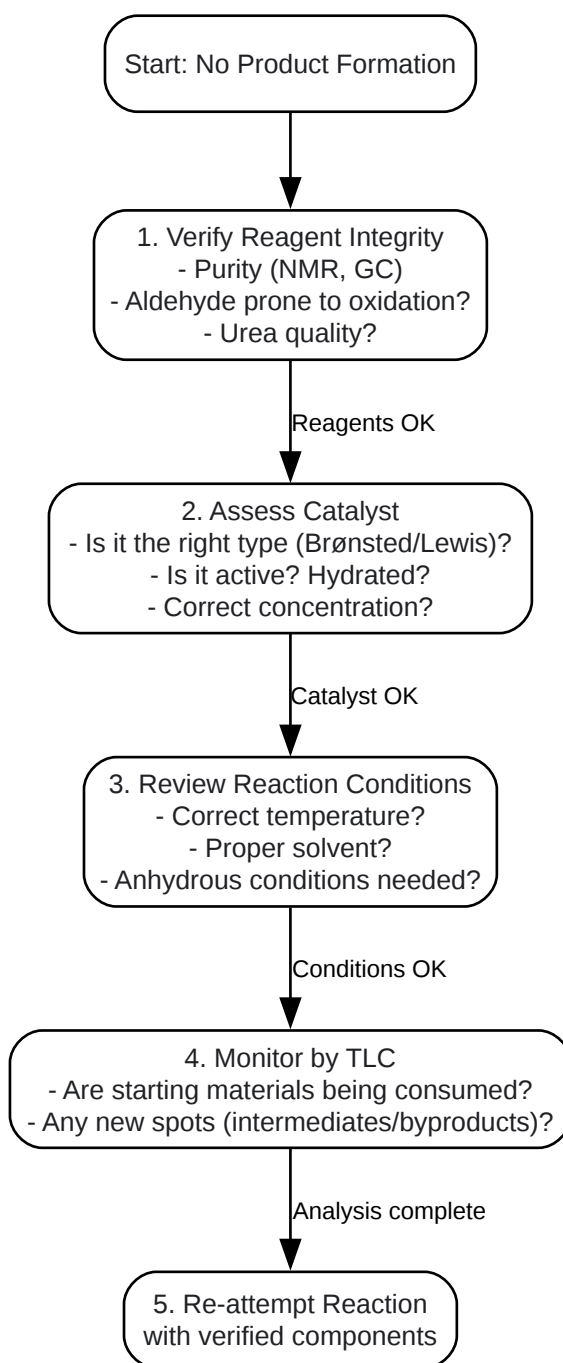 Start: No Product Formation
1. Verify Reagent Integrity
- Purity (NMR, GC)
- Aldehyde prone to oxidation?
- Urea quality?
Reagents OK
2. Assess Catalyst
- Is it the right type (Brønsted/Lewis)?
- Is it active? Hydrated?
- Correct concentration?
Catalyst OK
3. Review Reaction Conditions
- Correct temperature?
- Proper solvent?
- Anhydrous conditions needed?
Conditions OK
4. Monitor by TLC
- Are starting materials being consumed?
- Any new spots (intermediates/byproducts)?
Analysis complete
5. Re-attempt Reaction
with verified components